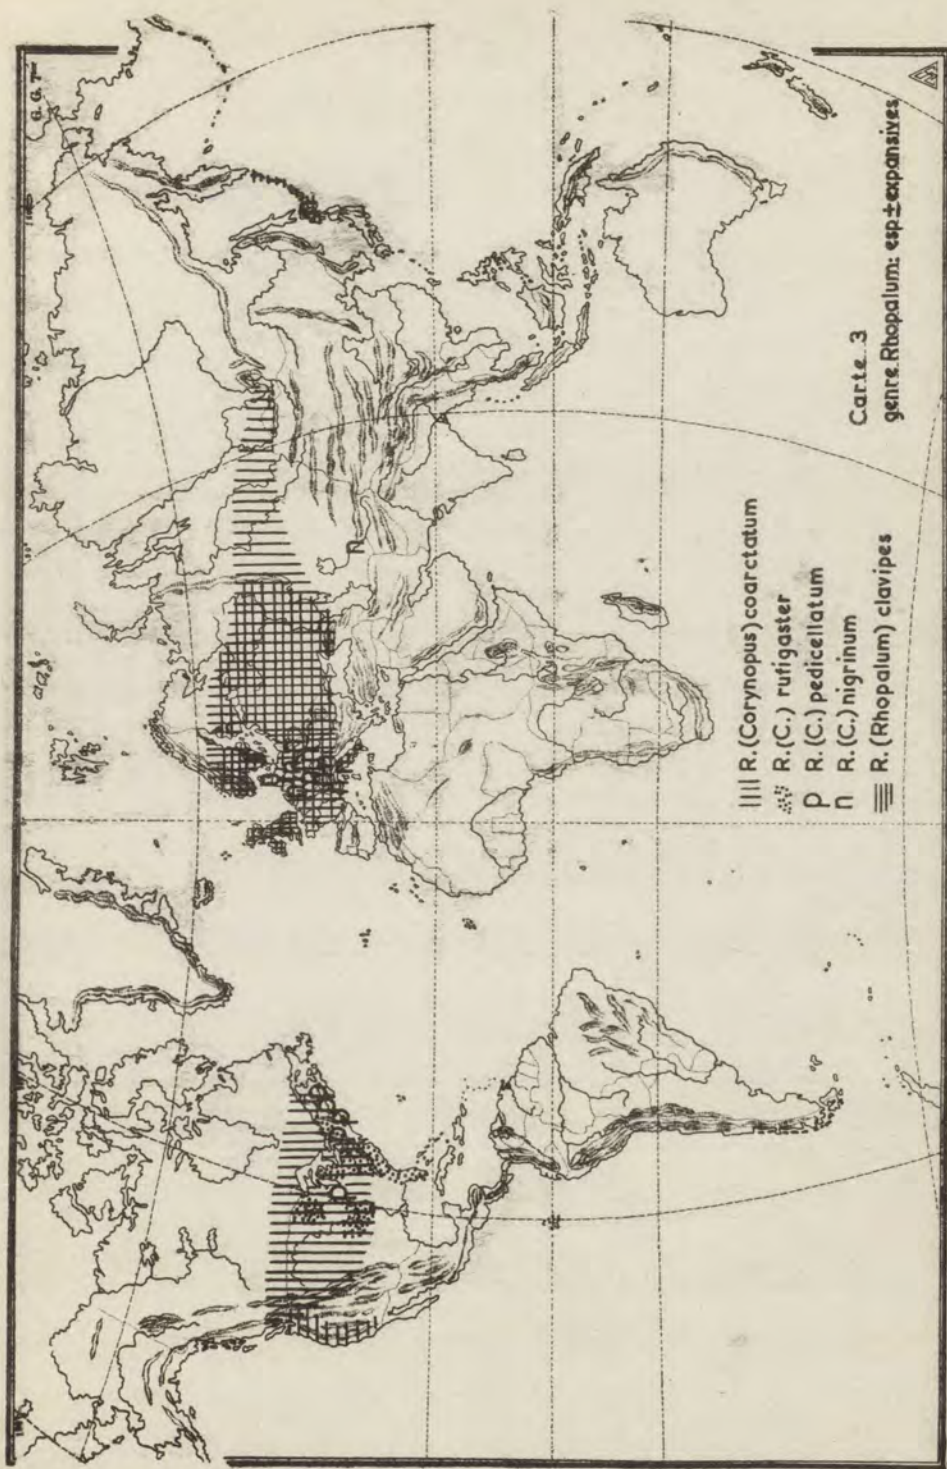 G. G. T
Carte 3
genre Rhopalum: esp±expansives
R.(Corynopus) coarctatum
R.(C.) rufigaster
p R.(C.) pedicellatum
n R.(C.) nigrinum
R.(Rhopalum) clavipes